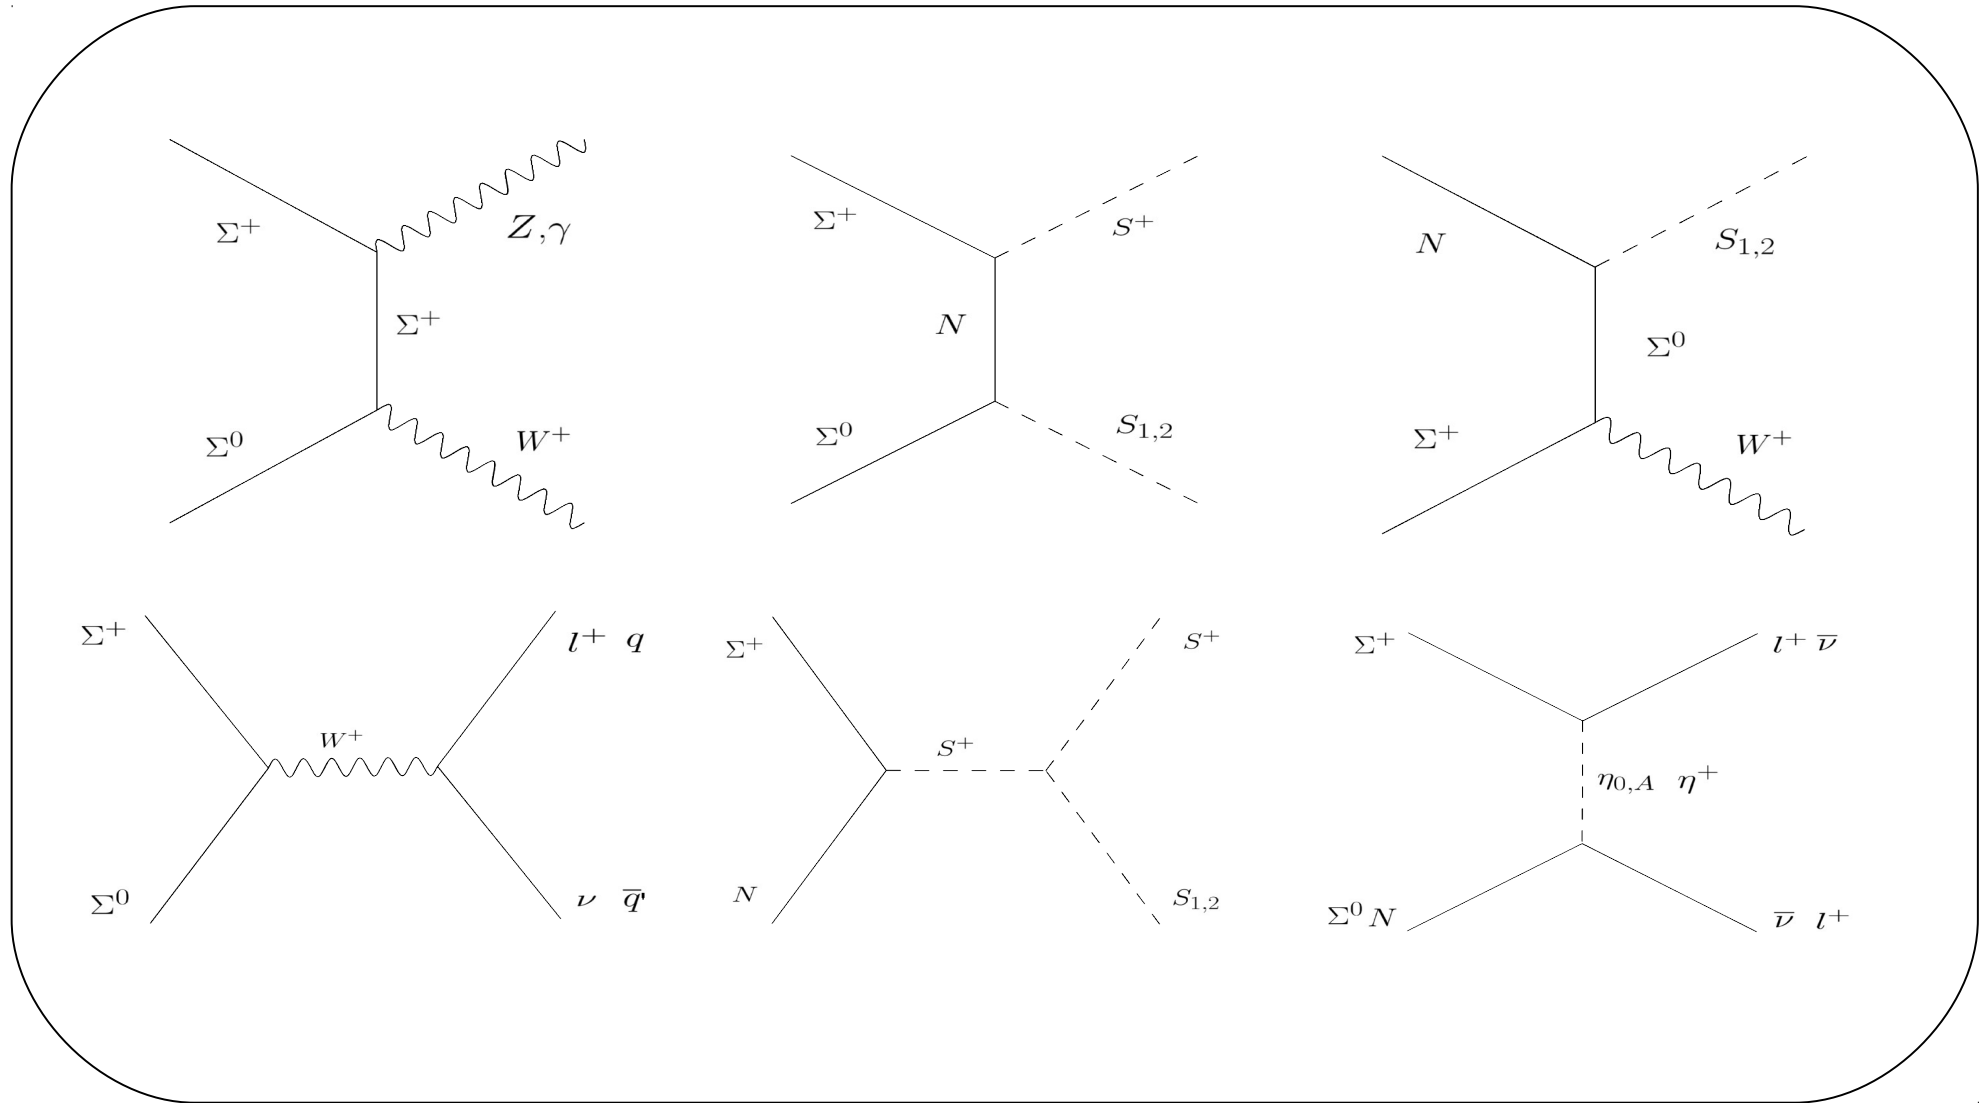 Σ⁺ Z,γ
Σ⁺
Σ⁰ W⁺
Σ⁺ S⁺
N
Σ⁰ S₁,₂
N S₁,₂
Σ⁰
Σ⁺ W⁺
Σ⁺ l⁺ q
W⁺
Σ⁰ ν q̅'
Σ⁺ S⁺
S⁺
N S₁,₂
Σ⁺ l⁺ ν̅
η₀,A η⁺
Σ⁰ N ν̅ l⁺